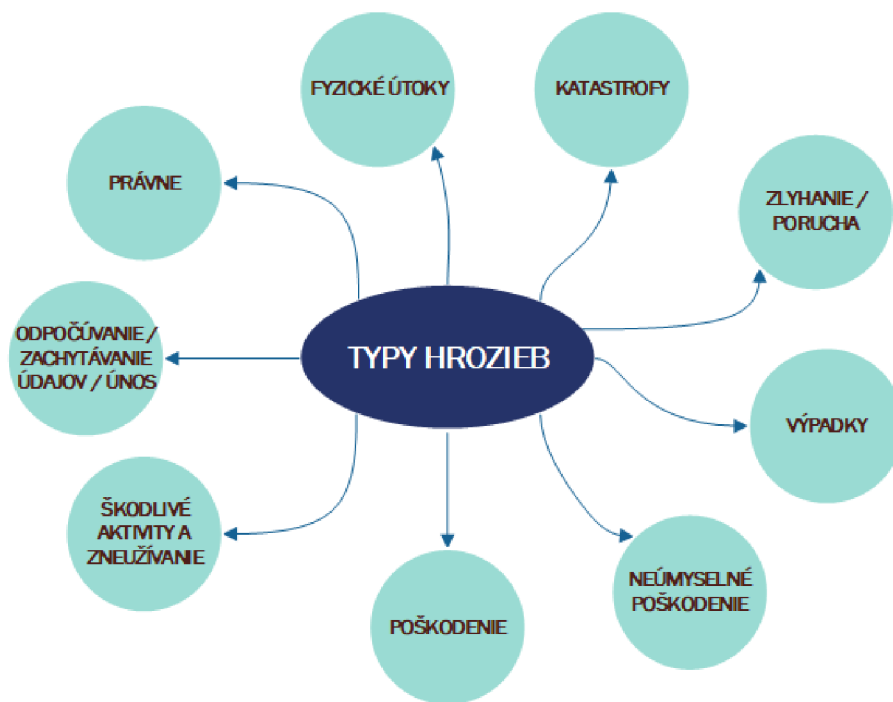 FYZICKÉ ÚTOKY
KATASTROFY
PRÁVNE
ZLYHANIE /
PORUCHA
ODPOČÚVANIE /
ZACHYTÁVANIE
ÚDAJOV / ÚNOS
TYPY HROZIEB
VÝPADKY
ŠKODLIVÉ
AKTIVITY A
ZNEUŽÍVANIE
NEÚMYSELNÉ
POŠKODENIE
POŠKODENIE